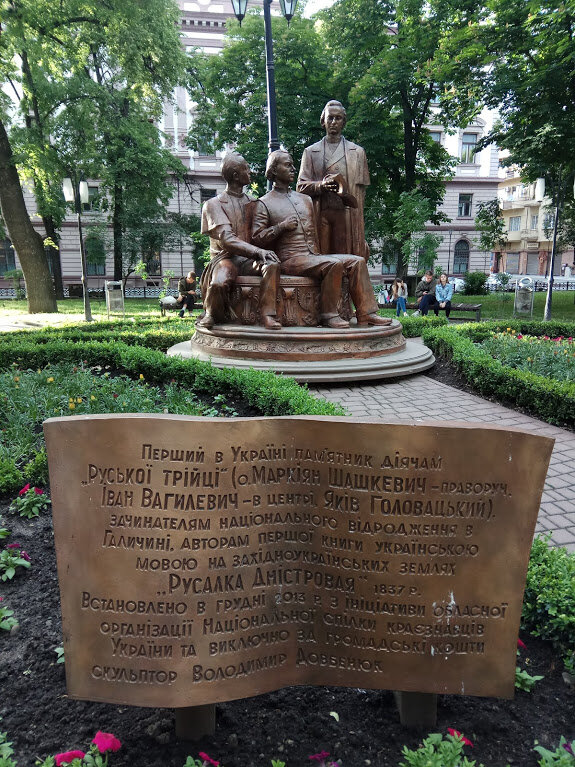 Перший в Україні пам'ятник діячам
„Руської трійці" (о. Маркіян Шашкевич – праворуч,
Іван Вагилевич – в центрі, Яків Головацький),
зачинателям національного відродження в
Галичині, авторам першої книги українською
мовою на західноукраїнських землях
„Русалка Дністровая" 1837 р.
Встановлено в грудні 2013 р. з ініціативи обласної
організації Національної спілки краєзнавців
України та виключно за громадські кошти
скульптор Володимир Довбенюк